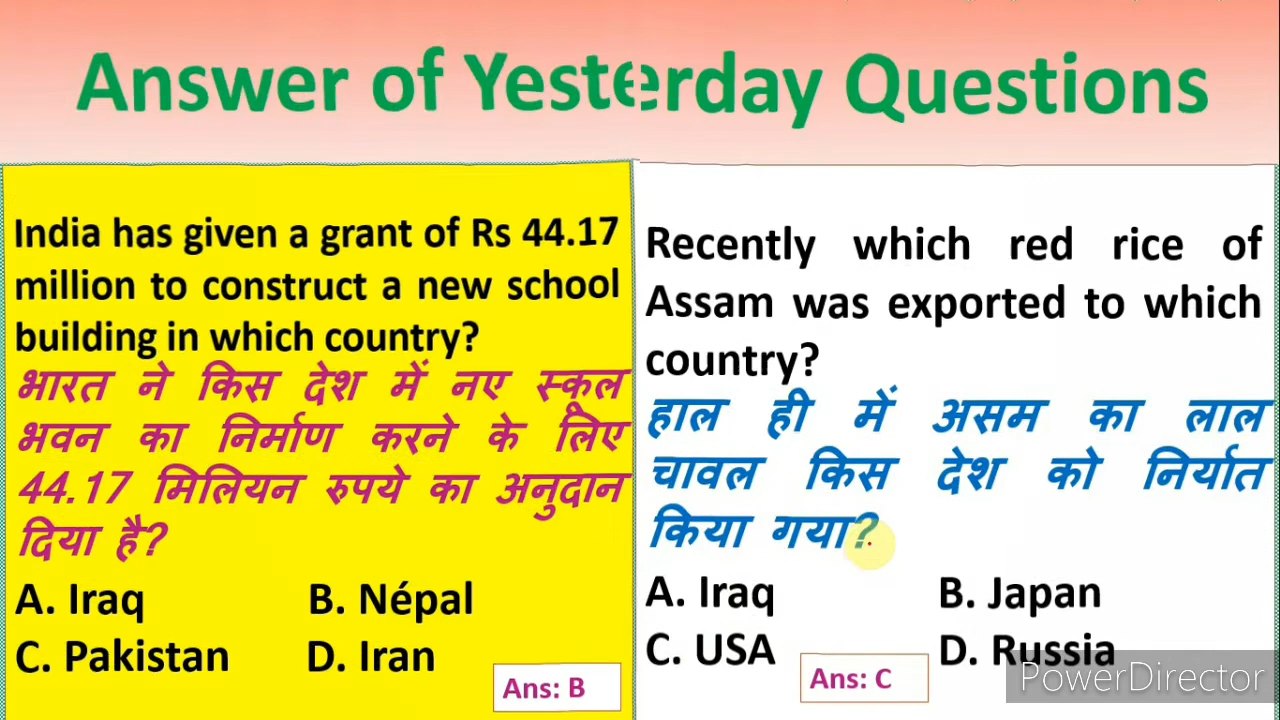 Answer of Yesterday Questions
India has given a grant of Rs 44.17
million to construct a new school
building in which country?
भारत ने किस देश में नए स्कूल
भवन का निर्माण करने के लिए
44.17 मिलियन रुपये का अनुदान
दिया है?
A. Iraq B. Népal
C. Pakistan D. Iran
Ans: B
Recently which red rice of
Assam was exported to which
country?
हाल ही में असम का लाल
चावल किस देश को निर्यात
किया गया?
A. Iraq B. Japan
C. USA D. Russia
Ans: C
PowerDirector